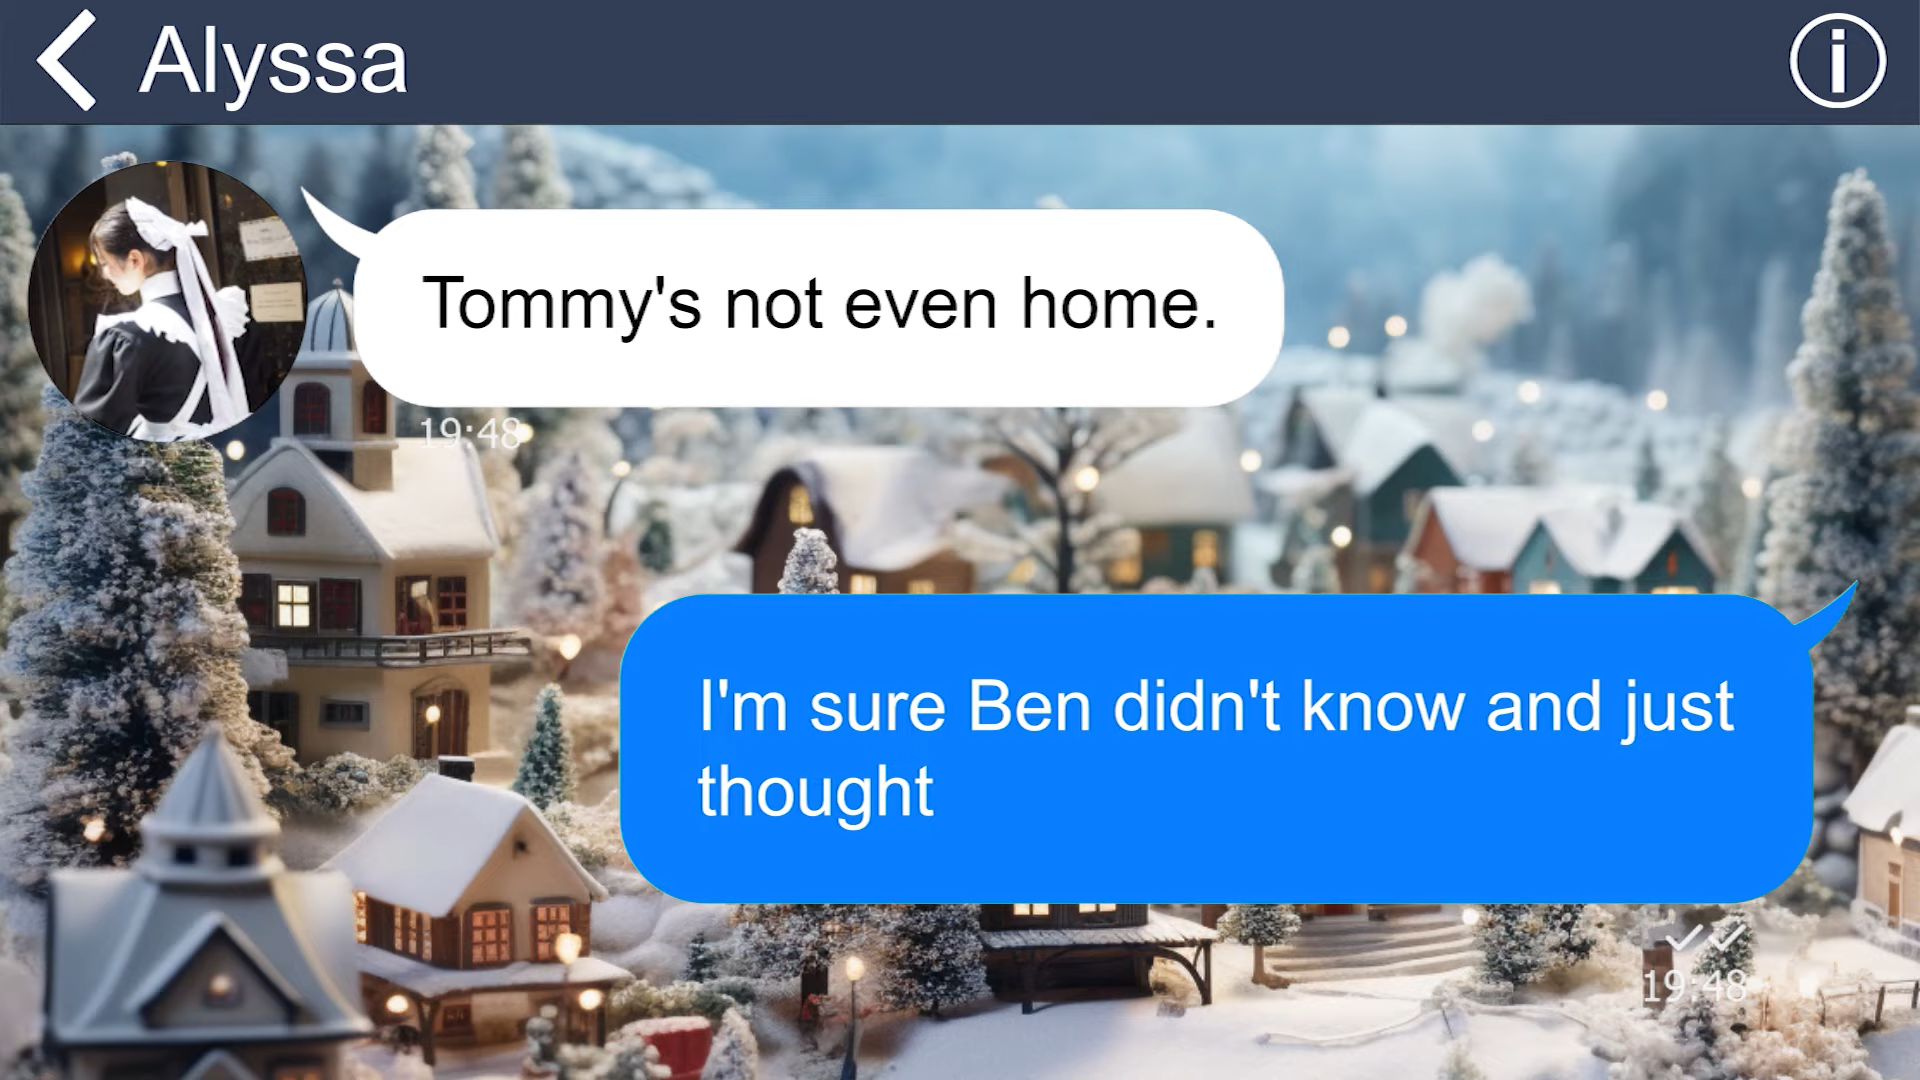 Alyssa
Tommy's not even home.
19:48
I'm sure Ben didn't know and just
thought
19:48